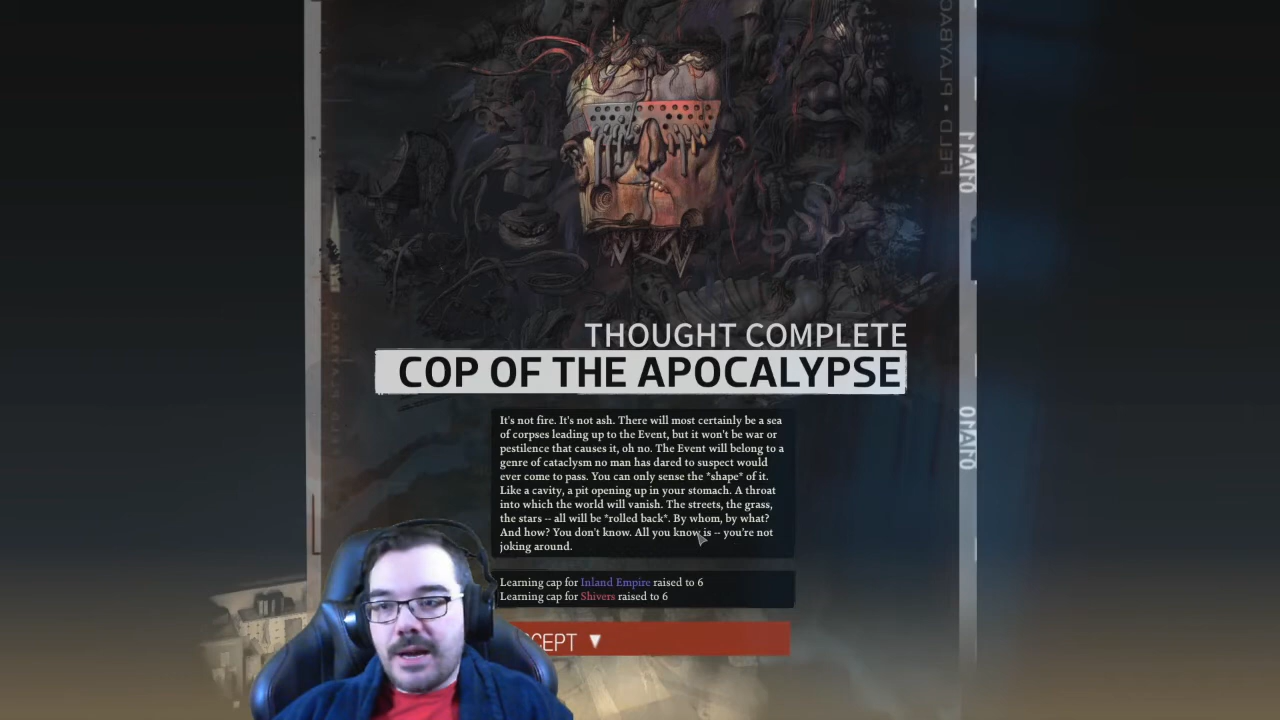 THOUGHT COMPLETE
COP OF THE APOCALYPSE
It's not fire. It's not ash. There will most certainly be a sea
of corpses leading up to the Event, but it won't be war or
pestilence that causes it, oh no. The Event will belong to a
genre of cataclysm no man has dared to suspect would
ever come to pass. You can only sense the *shape* of it.
Like a cavity, a pit opening up in your stomach. A throat
into which the world will vanish. The streets, the grass,
the stars -- all will be *rolled back*. By whom, by what?
And how? You don't know. All you know is -- you're not
joking around.
Learning cap for Inland Empire raised to 6
Learning cap for Shivers raised to 6
CEPT